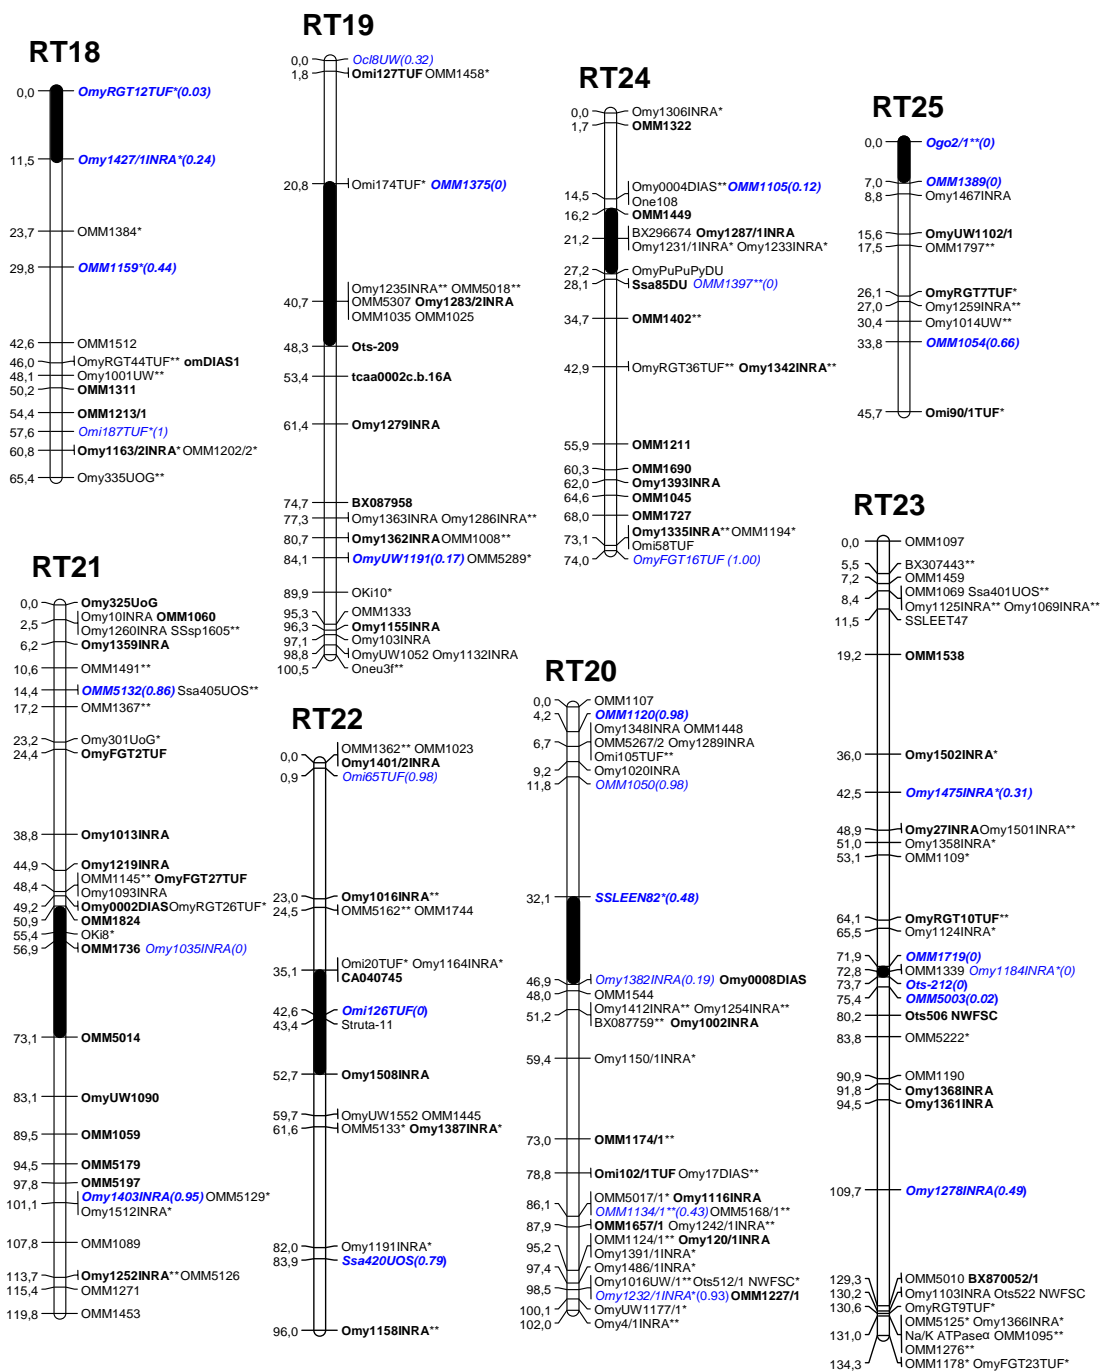 RT18
0,0 OmyRGT12TUF*(0.03)
11,5 Omy1427/1INRA*(0.24)
23,7 OMM1384*
29,8 OMM1159*(0.44)
42,6 OMM1512
46,0 OmyRGT44TUF** omDIAS1
48,1 Omy1001UW**
50,2 OMM1311
54,4 OMM1213/1
57,6 Omi187TUF*(1)
60,8 Omy1163/2INRA* OMM1202/2*
65,4 Omy335UOG**
RT19
0,0 Ocl8UW(0.32)
1,8 Omi127TUF OMM1458*
20,8 Omi174TUF* OMM1375(0)
Omy1235INRA** OMM5018**
40,7 OMM5307 Omy1283/2INRA
OMM1035 OMM1025
48,3 Ots-209
53,4 tcaa0002c.b.16A
61,4 Omy1279INRA
74,7 BX087958
77,3 Omy1363INRA Omy1286INRA**
80,7 Omy1362INRA OMM1008**
84,1 OmyUW1191(0.17) OMM5289*
89,9 OKi10*
95,3 OMM1333
96,3 Omy1155INRA
97,1 Omy103INRA
98,8 OmyUW1052 Omy1132INRA
100,5 Oneu3f**
RT24
0,0 Omy1306INRA*
1,7 OMM1322
Omy0004DIAS** OMM1105(0.12)
14,5 One108
16,2 OMM1449
21,2 BX296674 Omy1287/1INRA
Omy1231/1INRA* Omy1233INRA*
27,2 OmyPuPuPyDU
28,1 Ssa85DU OMM1397**(0)
34,7 OMM1402**
42,9 OmyRGT36TUF** Omy1342INRA**
55,9 OMM1211
60,3 OMM1690
62,0 Omy1393INRA
64,6 OMM1045
68,0 OMM1727
73,1 Omy1335INRA** OMM1194*
Omi58TUF
74,0 OmyFGT16TUF (1.00)
RT25
0,0 Ogo2/1**(0)
7,0 OMM1389(0)
8,8 Omy1467INRA
15,6 OmyUW1102/1
17,5 OMM1797**
26,1 OmyRGT7TUF*
27,0 Omy1259INRA**
30,4 Omy1014UW**
33,8 OMM1054(0.66)
45,7 Omi90/1TUF*
RT21
0,0 Omy325UoG
2,5 Omy10INRA OMM1060
Omy1260INRA SSsp1605**
6,2 Omy1359INRA
10,6 OMM1491**
14,4 OMM5132(0.86) Ssa405UOS**
17,2 OMM1367**
23,2 Omy301UoG*
24,4 OmyFGT2TUF
38,8 Omy1013INRA
44,9 Omy1219INRA
48,4 OMM1145** OmyFGT27TUF
Omy1093INRA
49,2 Omy0002DIAS OmyRGT26TUF*
50,9 OMM1824
55,4 OKi8*
56,9 OMM1736 Omy1035INRA(0)
73,1 OMM5014
83,1 OmyUW1090
89,5 OMM1059
94,5 OMM5179
97,8 OMM5197
101,1 Omy1403INRA(0.95) OMM5129*
Omy1512INRA*
107,8 OMM1089
113,7 Omy1252INRA** OMM5126
115,4 OMM1271
119,8 OMM1453
RT22
0,0 OMM1362** OMM1023
Omy1401/2INRA
0,9 Omi65TUF(0.98)
23,0 Omy1016INRA**
24,5 OMM5162** OMM1744
35,1 Omi20TUF* Omy1164INRA*
CA040745
42,6 Omi126TUF(0)
43,4 Struta-11
52,7 Omy1508INRA
59,7 OmyUW1552 OMM1445
61,6 OMM5133* Omy1387INRA*
82,0 Omy1191INRA*
83,9 Ssa420UOS(0.79)
96,0 Omy1158INRA**
RT20
0,0 OMM1107
4,2 OMM1120(0.98)
Omy1348INRA OMM1448
6,7 OMM5267/2 Omy1289INRA
Omi105TUF**
9,2 Omy1020INRA
11,8 OMM1050(0.98)
32,1 SSLEEN82*(0.48)
46,9 Omy1382INRA(0.19) Omy0008DIAS
48,0 OMM1544
51,2 Omy1412INRA** Omy1254INRA**
BX087759** Omy1002INRA
59,4 Omy1150/1INRA*
73,0 OMM1174/1**
78,8 Omi102/1TUF Omy17DIAS**
86,1 OMM5017/1* Omy1116INRA
OMM1134/1**(0.43) OMM5168/1**
87,9 OMM1657/1 Omy1242/1INRA**
95,2 OMM1124/1** Omy120/1INRA
Omy1391/1INRA*
97,4 Omy1486/1INRA*
98,5 Omy1016UW/1** Ots512/1 NWFSC*
Omy1232/1INRA*(0.93) OMM1227/1
100,1 OmyUW1177/1*
102,0 Omy4/1INRA**
RT23
0,0 OMM1097
5,5 BX307443**
7,2 OMM1459
8,4 OMM1069 Ssa401UOS**
Omy1125INRA** Omy1069INRA**
11,5 SSLEET47
19,2 OMM1538
36,0 Omy1502INRA*
42,5 Omy1475INRA*(0.31)
48,9 Omy27INRA Omy1501INRA**
51,0 Omy1358INRA*
53,1 OMM1109*
64,1 OmyRGT10TUF**
65,5 Omy1124INRA*
71,9 OMM1719(0)
72,8 OMM1339 Omy1184INRA*(0)
73,7 Ots-212(0)
75,4 OMM5003(0.02)
80,2 Ots506 NWFSC
83,8 OMM5222*
90,9 OMM1190
91,8 Omy1368INRA
94,5 Omy1361INRA
109,7 Omy1278INRA(0.49)
129,3 OMM5010 BX870052/1
130,2 Omy1103INRA Ots522 NWFSC
130,6 OmyRGT9TUF*
OMM5125* Omy1366INRA*
131,0 Na/K ATPaseα OMM1095**
OMM1276**
134,3 OMM1178* OmyFGT23TUF*